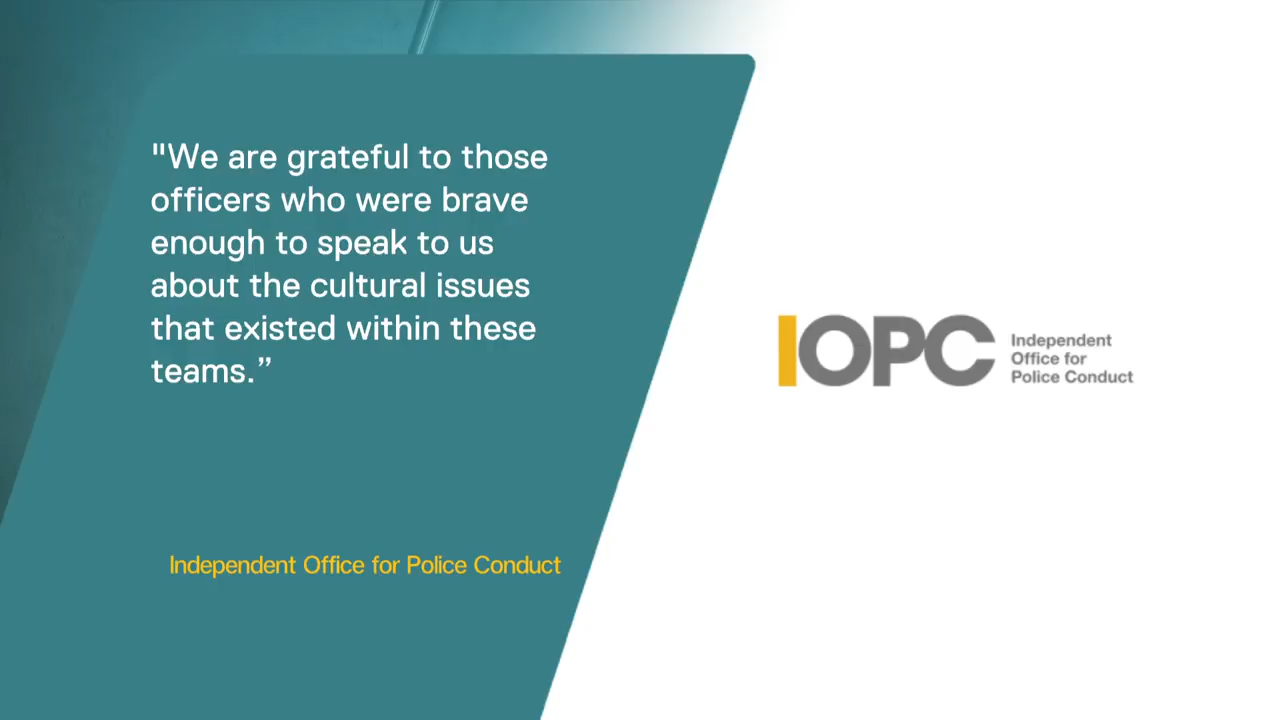 "We are grateful to those
officers who were brave
enough to speak to us
about the cultural issues
that existed within these
teams.”
Independent Office for Police Conduct
IOPC
Independent
Office for
Police Conduct